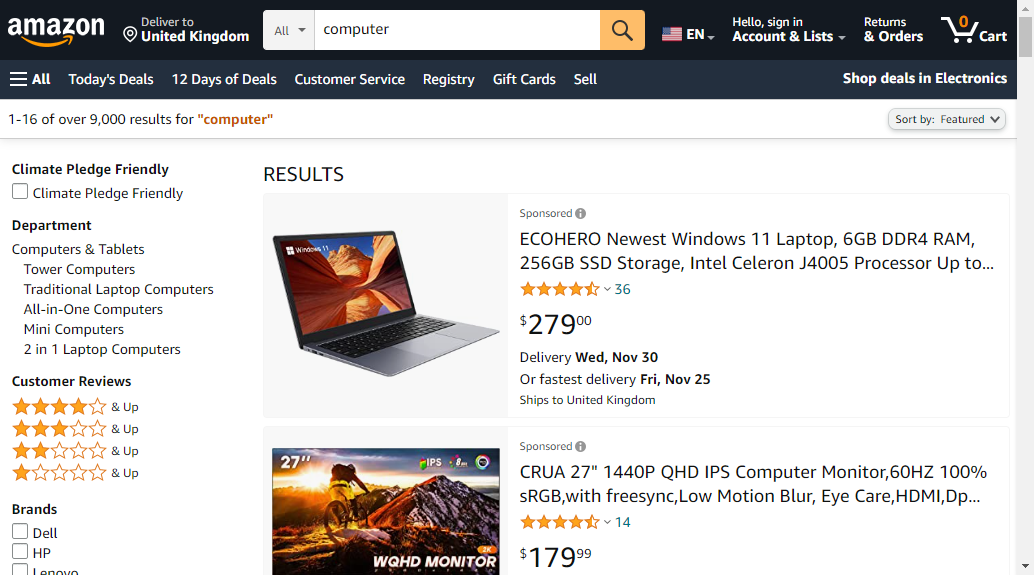 amazon
Deliver to
United Kingdom
All
computer
EN
Hello, sign in
Account & Lists
Returns
& Orders
0
Cart
All
Today's Deals
12 Days of Deals
Customer Service
Registry
Gift Cards
Sell
Shop deals in Electronics
1-16 of over 9,000 results for "computer"
Sort by: Featured
Climate Pledge Friendly
Climate Pledge Friendly
Department
Computers & Tablets
Tower Computers
Traditional Laptop Computers
All-in-One Computers
Mini Computers
2 in 1 Laptop Computers
Customer Reviews
& Up
& Up
& Up
& Up
Brands
Dell
HP
Lenovo
RESULTS
Windows 11
Sponsored
ECOHERO Newest Windows 11 Laptop, 6GB DDR4 RAM,
256GB SSD Storage, Intel Celeron J4005 Processor Up to...
36
$27900
Delivery Wed, Nov 30
Or fastest delivery Fri, Nov 25
Ships to United Kingdom
27"
IPS
2K
WQHD MONITOR
Sponsored
CRUA 27" 1440P QHD IPS Computer Monitor,60HZ 100%
sRGB,with freesync,Low Motion Blur, Eye Care,HDMI,Dp...
14
$17999